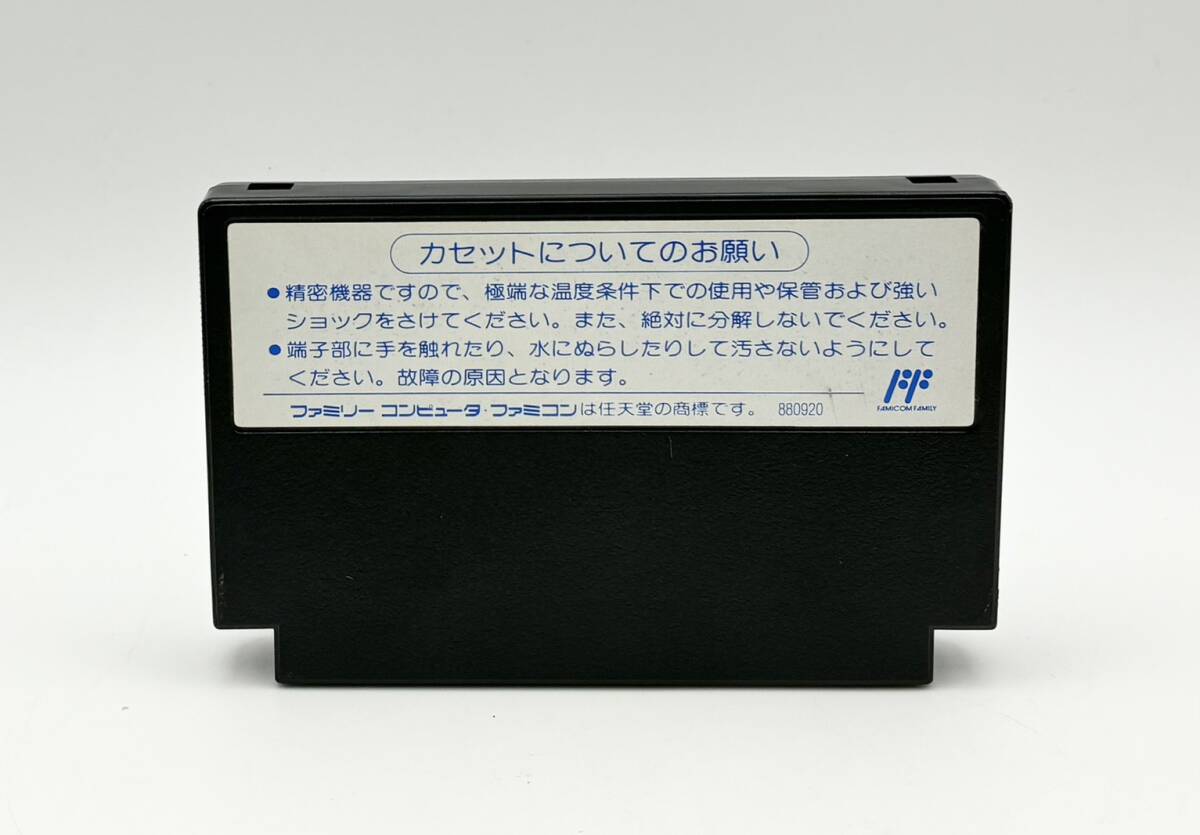 カセットについてのお願い
●精密機器ですので、極端な温度条件下での使用や保管および強い
ショックをさけてください。また、絶対に分解しないでください。
●端子部に手を触れたり、水にぬらしたりして汚さないようにして
ください。故障の原因となります。
FF
FAMICOM FAMILY
ファミリー コンピュータ・ファミコンは任天堂の商標です。 880920